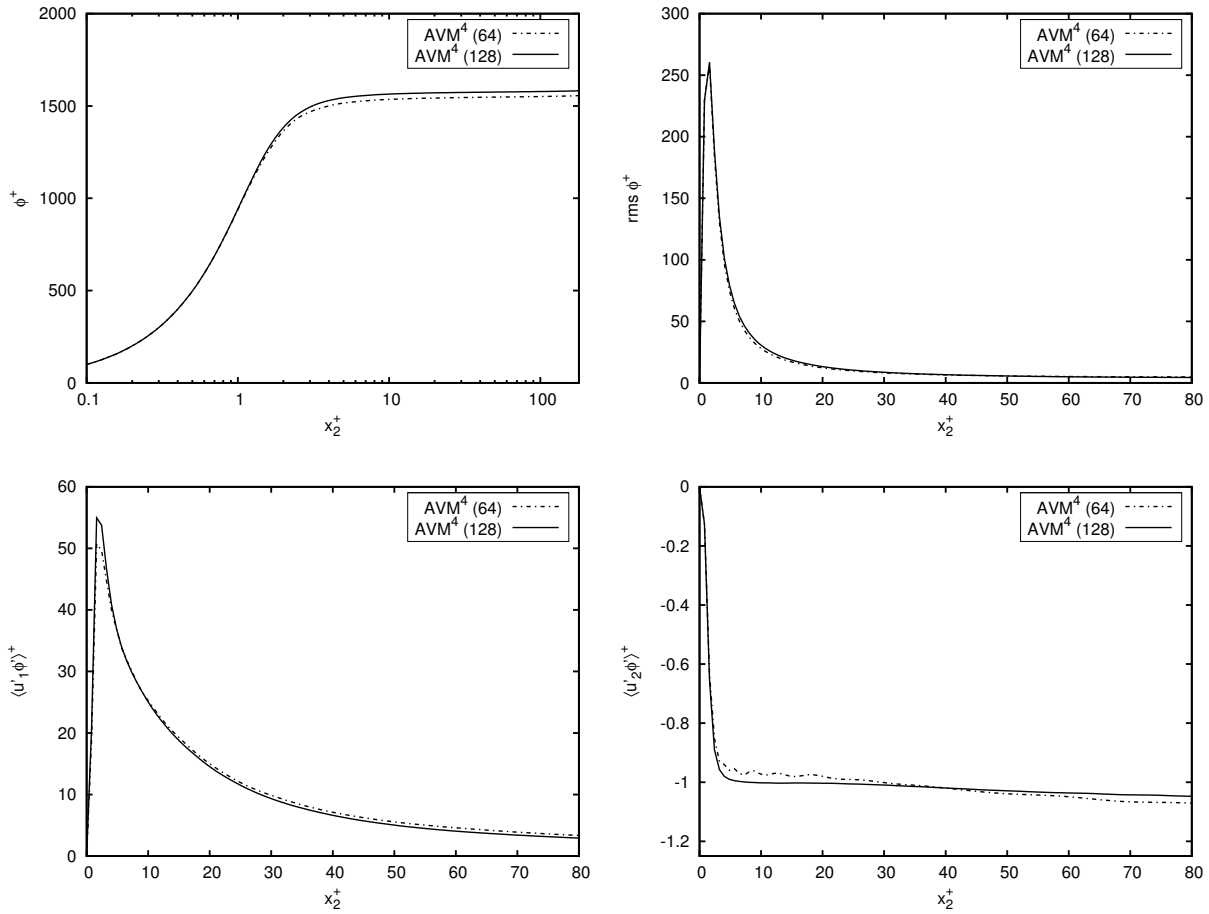 2000
1500
1000
500
0
ϕ⁺
AVM⁴ (64)
AVM⁴ (128)
0.1 1 10 100
x₂⁺
300
250
200
150
100
50
0
rms ϕ⁺
AVM⁴ (64)
AVM⁴ (128)
0 10 20 30 40 50 60 70 80
x₂⁺
60
50
40
30
20
10
0
⟨u'₁ϕ'⟩⁺
AVM⁴ (64)
AVM⁴ (128)
0 10 20 30 40 50 60 70 80
x₂⁺
0
-0.2
-0.4
-0.6
-0.8
-1
-1.2
⟨u'₂ϕ'⟩⁺
AVM⁴ (64)
AVM⁴ (128)
0 10 20 30 40 50 60 70 80
x₂⁺